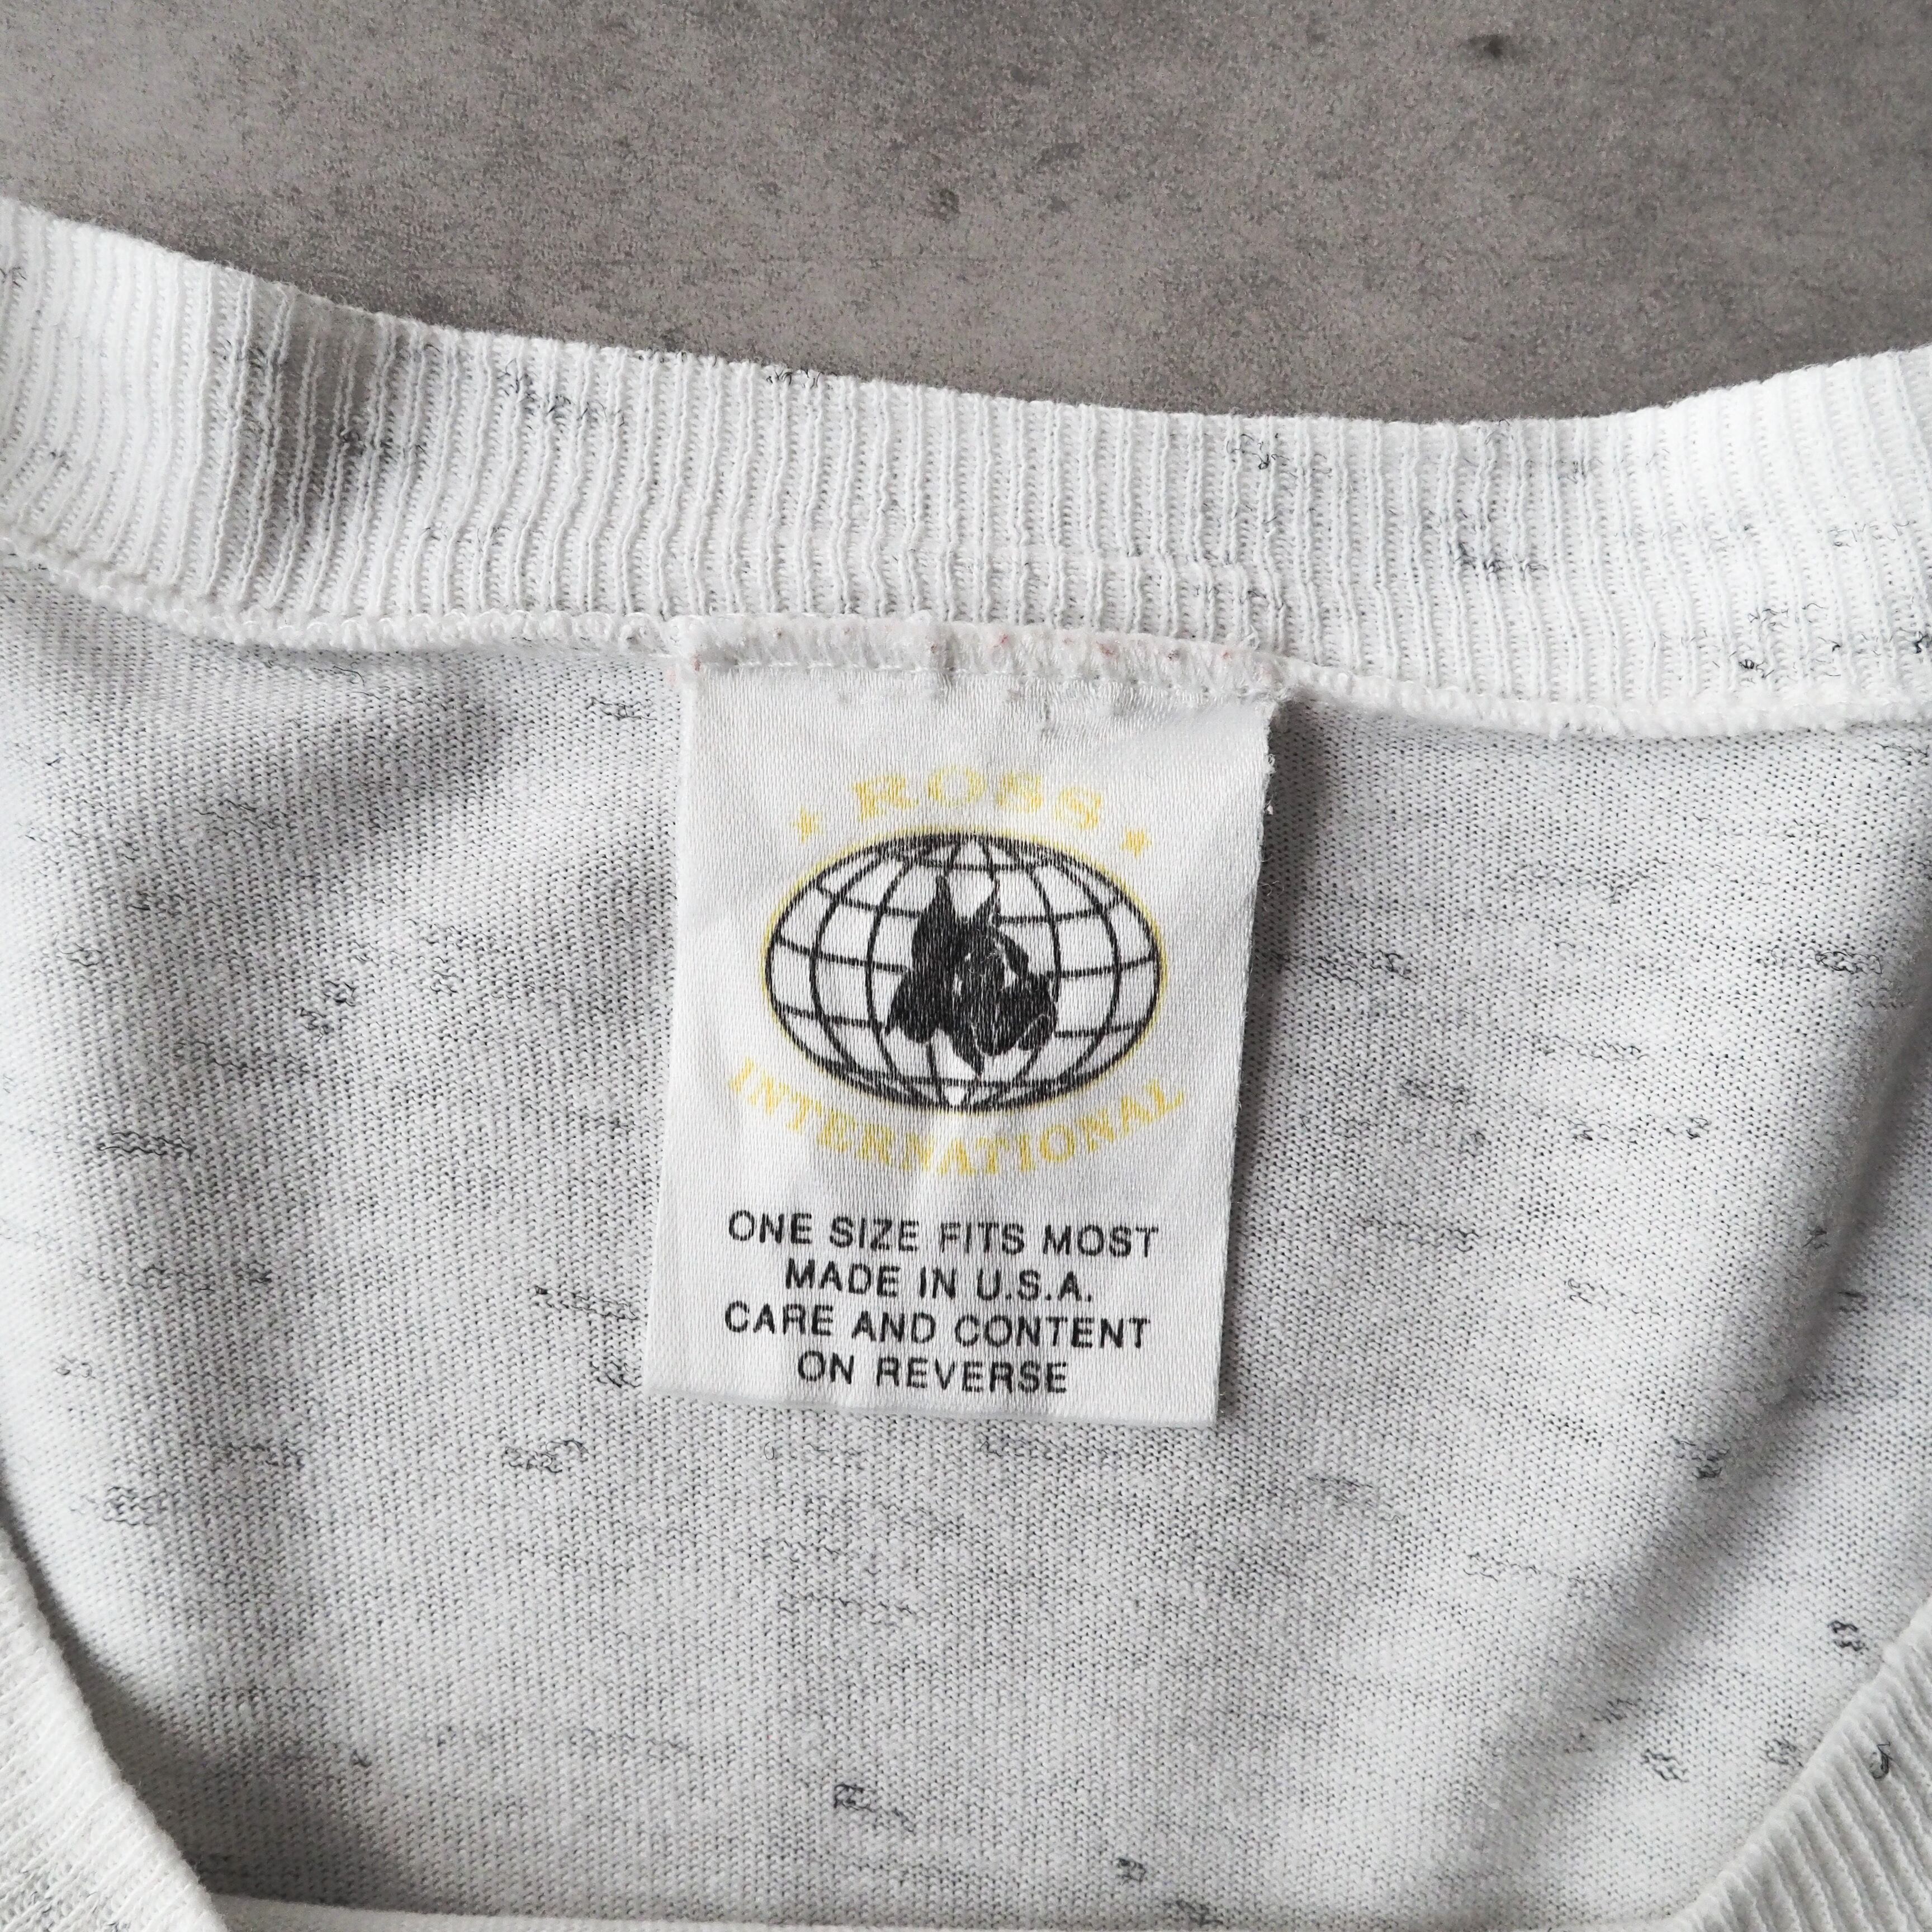 ROSS
INTERNATIONAL
ONE SIZE FITS MOST
MADE IN U.S.A.
CARE AND CONTENT
ON REVERSE